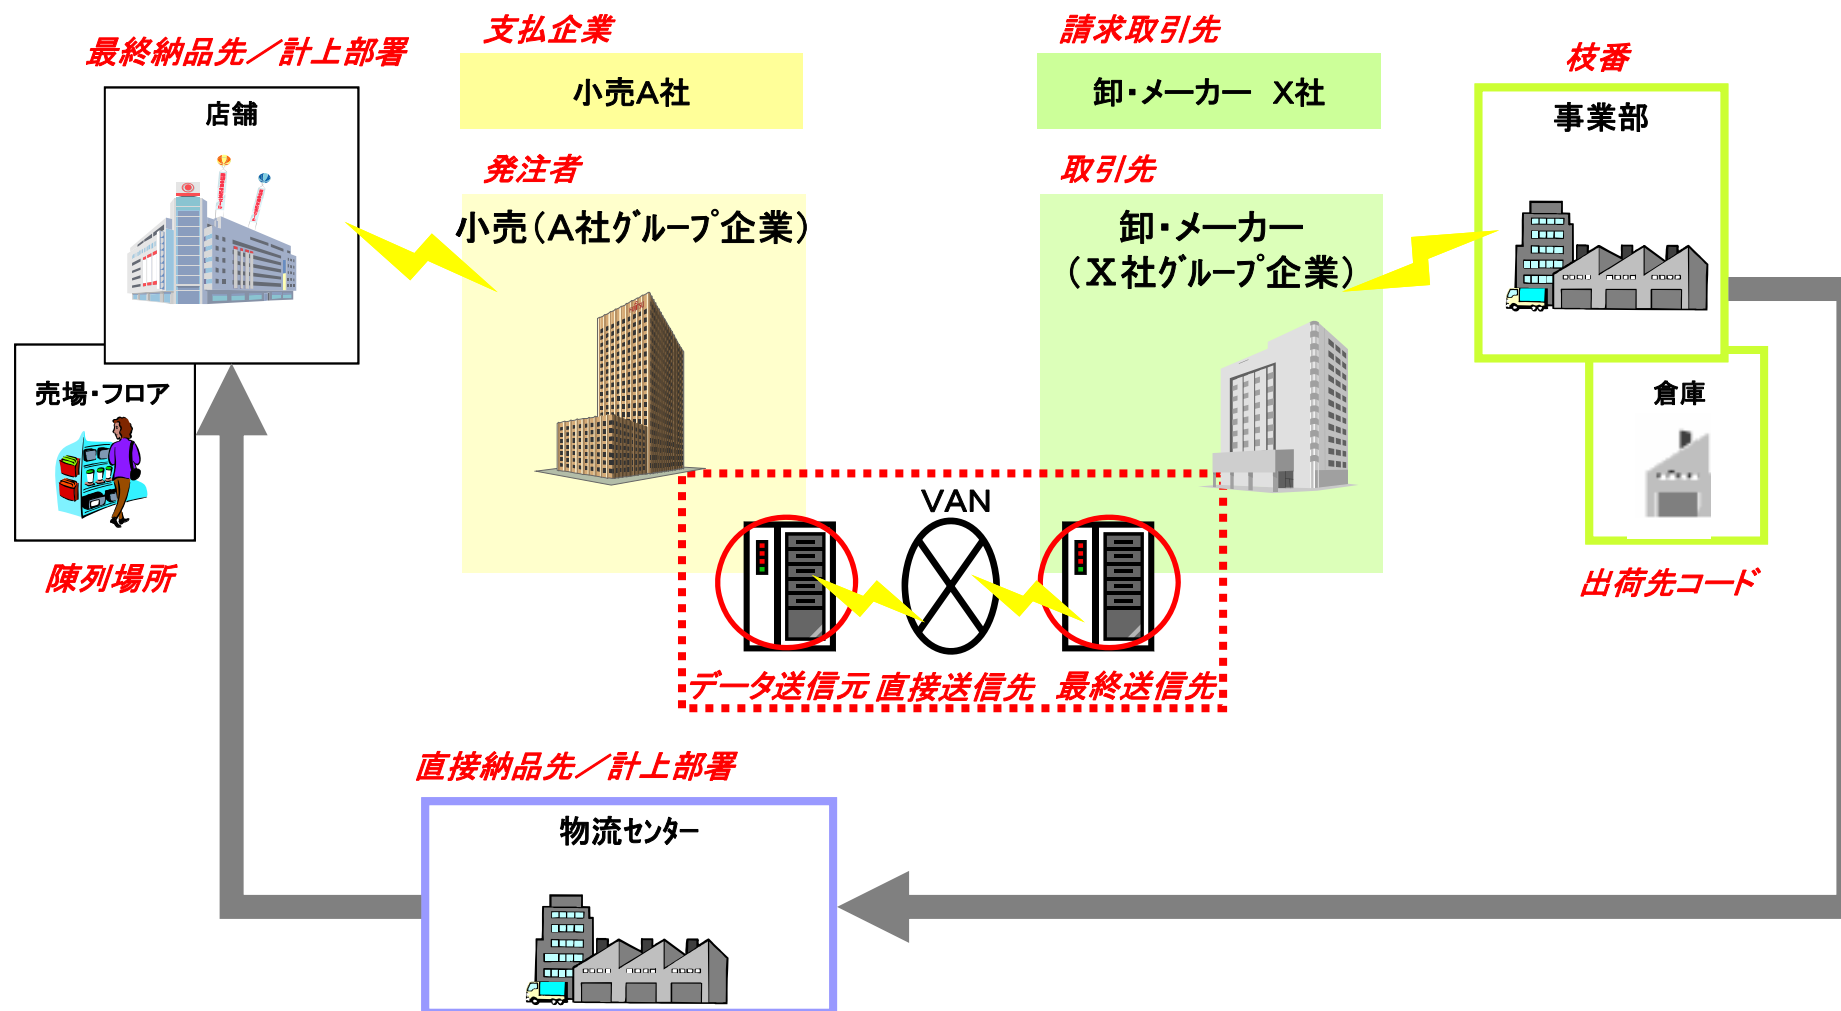 支払企業
請求取引先
最終納品先／計上部署
枝番
小売A社
卸・メーカー X社
店舗
事業部
発注者
取引先
小売（A社グループ企業）
卸・メーカー
（X社グループ企業）
売場・フロア
倉庫
VAN
陳列場所
出荷先コード
データ送信元
直接送信先
最終送信先
直接納品先／計上部署
物流センター